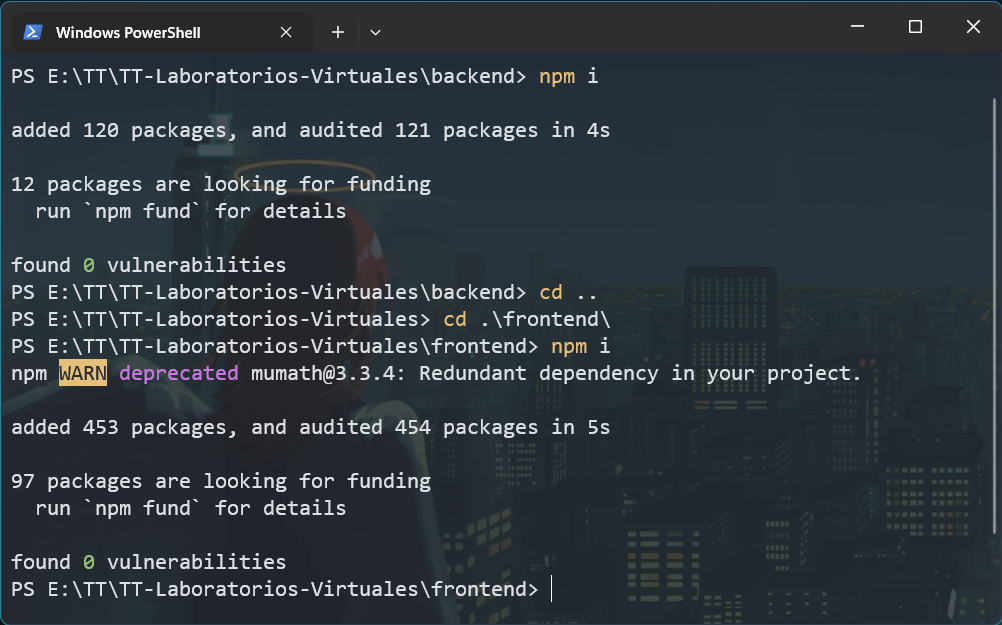 Windows PowerShell
PS E:\TT\TT-Laboratorios-Virtuales\backend> npm i
added 120 packages, and audited 121 packages in 4s
12 packages are looking for funding
  run `npm fund` for details
found 0 vulnerabilities
PS E:\TT\TT-Laboratorios-Virtuales\backend> cd ..
PS E:\TT\TT-Laboratorios-Virtuales> cd .\frontend\
PS E:\TT\TT-Laboratorios-Virtuales\frontend> npm i
npm WARN deprecated mumath@3.3.4: Redundant dependency in your project.
added 453 packages, and audited 454 packages in 5s
97 packages are looking for funding
  run `npm fund` for details
found 0 vulnerabilities
PS E:\TT\TT-Laboratorios-Virtuales\frontend>